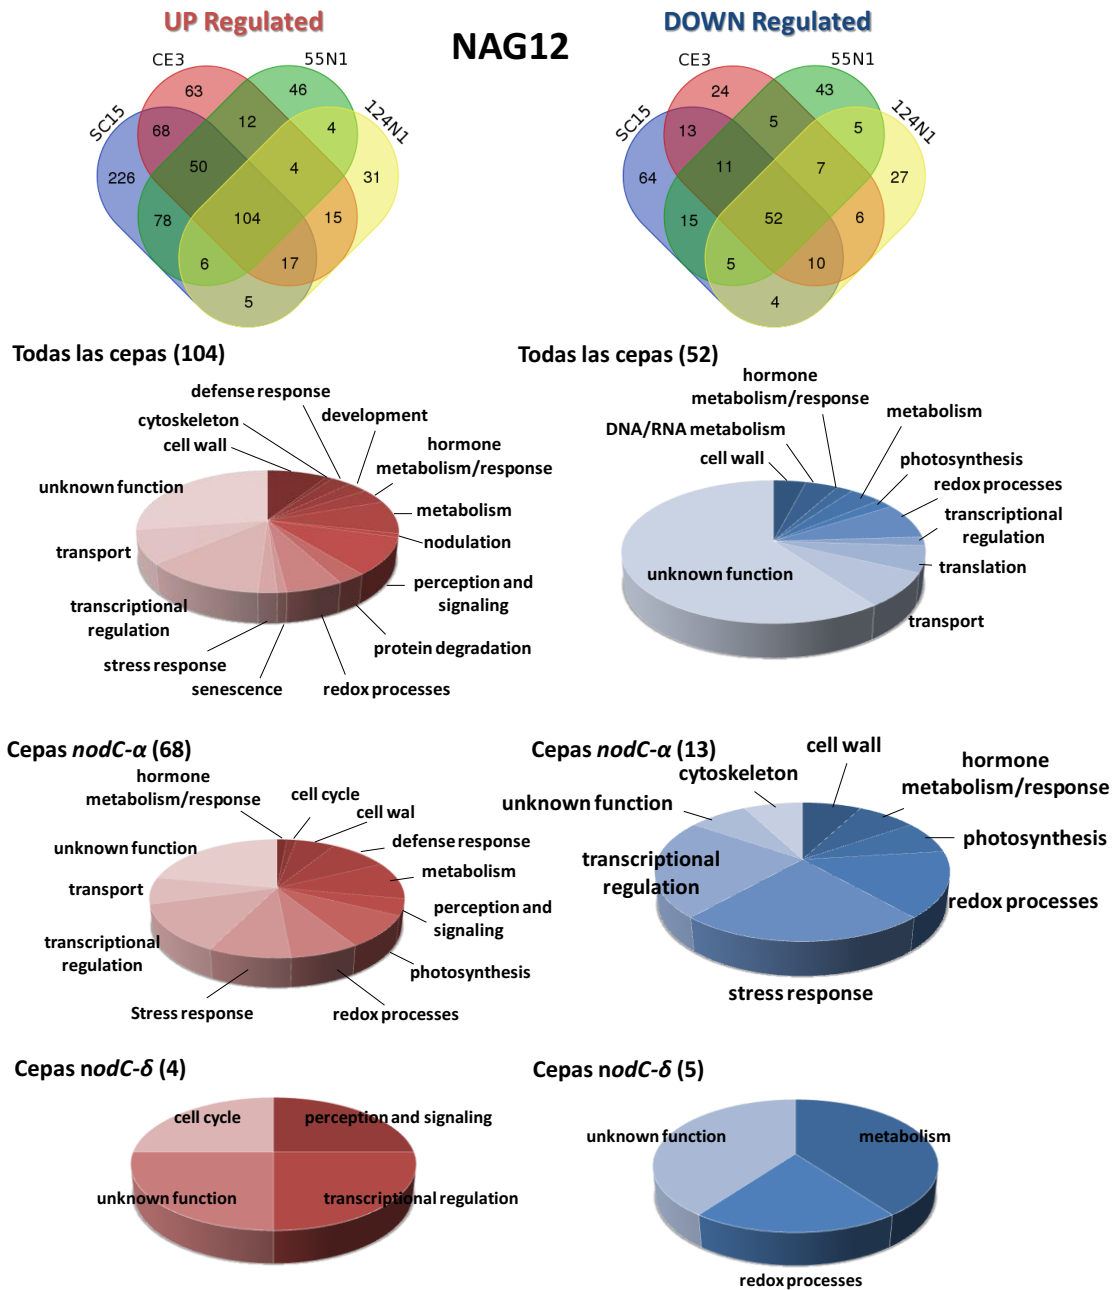 UP Regulated
DOWN Regulated
NAG12
CE3
55N1
SC15
124N1
63
46
68
12
4
50
4
226
31
78
104
15
6
17
5
CE3
55N1
SC15
124N1
24
43
13
5
5
11
7
64
27
15
52
6
5
10
4
Todas las cepas (104)
defense response
cytoskeleton
development
cell wall
hormone
metabolism/response
unknown function
metabolism
nodulation
transport
perception and
signaling
transcriptional
regulation
protein degradation
stress response
senescence
redox processes
Todas las cepas (52)
hormone
metabolism/response
metabolism
DNA/RNA metabolism
cell wall
photosynthesis
redox processes
transcriptional
regulation
translation
unknown function
transport
Cepas nodC-α (68)
hormone
metabolism/response
cell cycle
cell wal
defense response
unknown function
metabolism
transport
perception and
signaling
transcriptional
regulation
photosynthesis
Stress response
redox processes
Cepas nodC-α (13)
cell wall
cytoskeleton
hormone
metabolism/response
unknown function
photosynthesis
transcriptional
regulation
redox processes
stress response
Cepas nodC-δ (4)
cell cycle
perception and signaling
unknown function
transcriptional regulation
Cepas nodC-δ (5)
unknown function
metabolism
redox processes